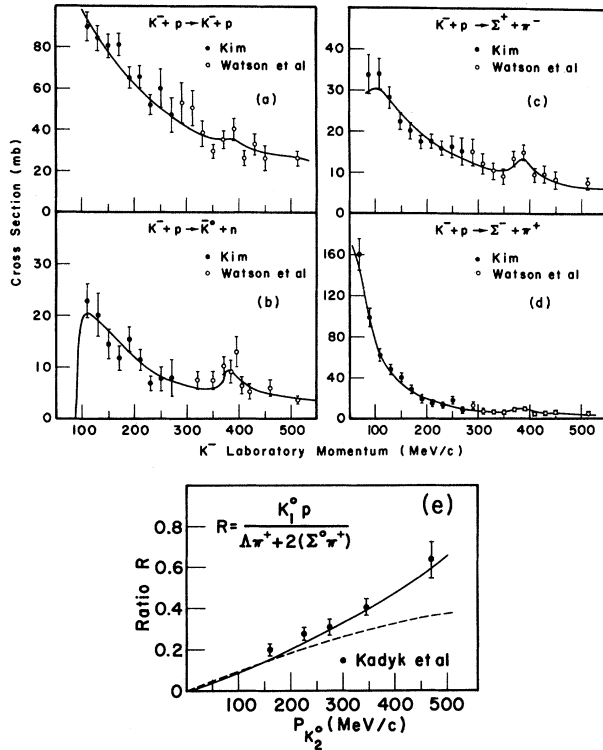 K⁻+ p → K⁻+ p
Kim
Watson et al
(a)
100
80
60
40
20
0
K⁻+ p → Σ⁺ + π⁻
Kim
Watson et al
(c)
40
30
20
10
0
Cross Section (mb)
K⁻+ p → K̄° + n
Kim
Watson et al
(b)
30
20
10
0
100 200 300 400 500
K⁻+ p → Σ⁻ + π⁺
Kim
Watson et al
(d)
160
120
80
40
0
100 200 300 400 500
K⁻ Laboratory Momentum (MeV/c)
(e)
R = K₁° p / Λπ⁺ + 2(Σ°π⁺)
Ratio R
0.8
0.6
0.4
0.2
0
Kadyk et al
0 100 200 300 400 500
P K₂° (MeV/c)